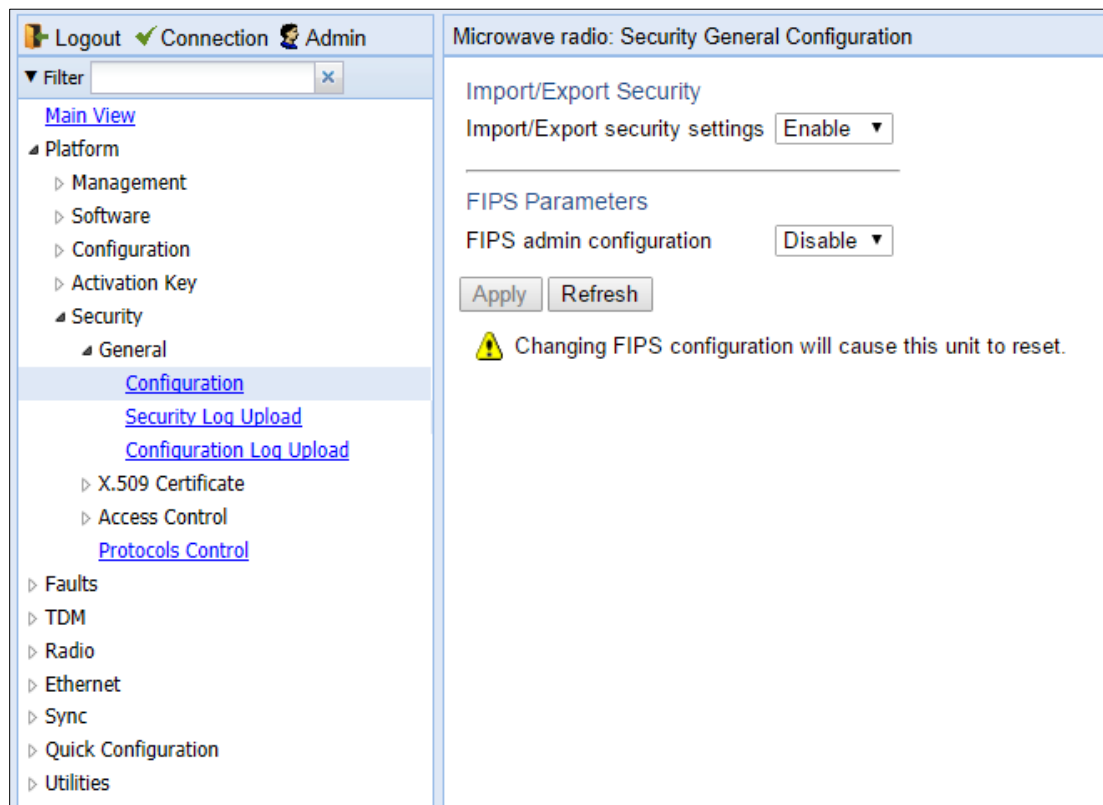 Logout Connection Admin
Filter
Main View
Platform
Management
Software
Configuration
Activation Key
Security
General
Configuration
Security Log Upload
Configuration Log Upload
X.509 Certificate
Access Control
Protocols Control
Faults
TDM
Radio
Ethernet
Sync
Quick Configuration
Utilities
Microwave radio: Security General Configuration
Import/Export Security
Import/Export security settings Enable
FIPS Parameters
FIPS admin configuration Disable
Apply Refresh
Changing FIPS configuration will cause this unit to reset.